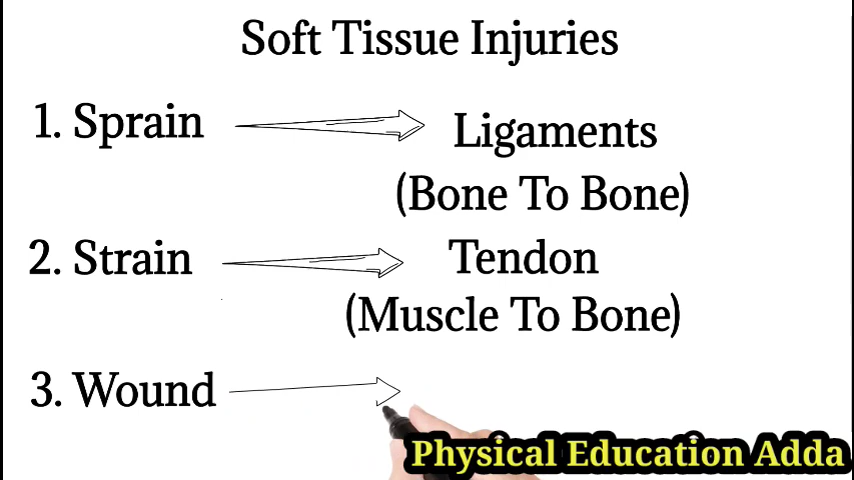 Soft Tissue Injuries
1. Sprain
Ligaments
(Bone To Bone)
2. Strain
Tendon
(Muscle To Bone)
3. Wound
Physical Education Adda